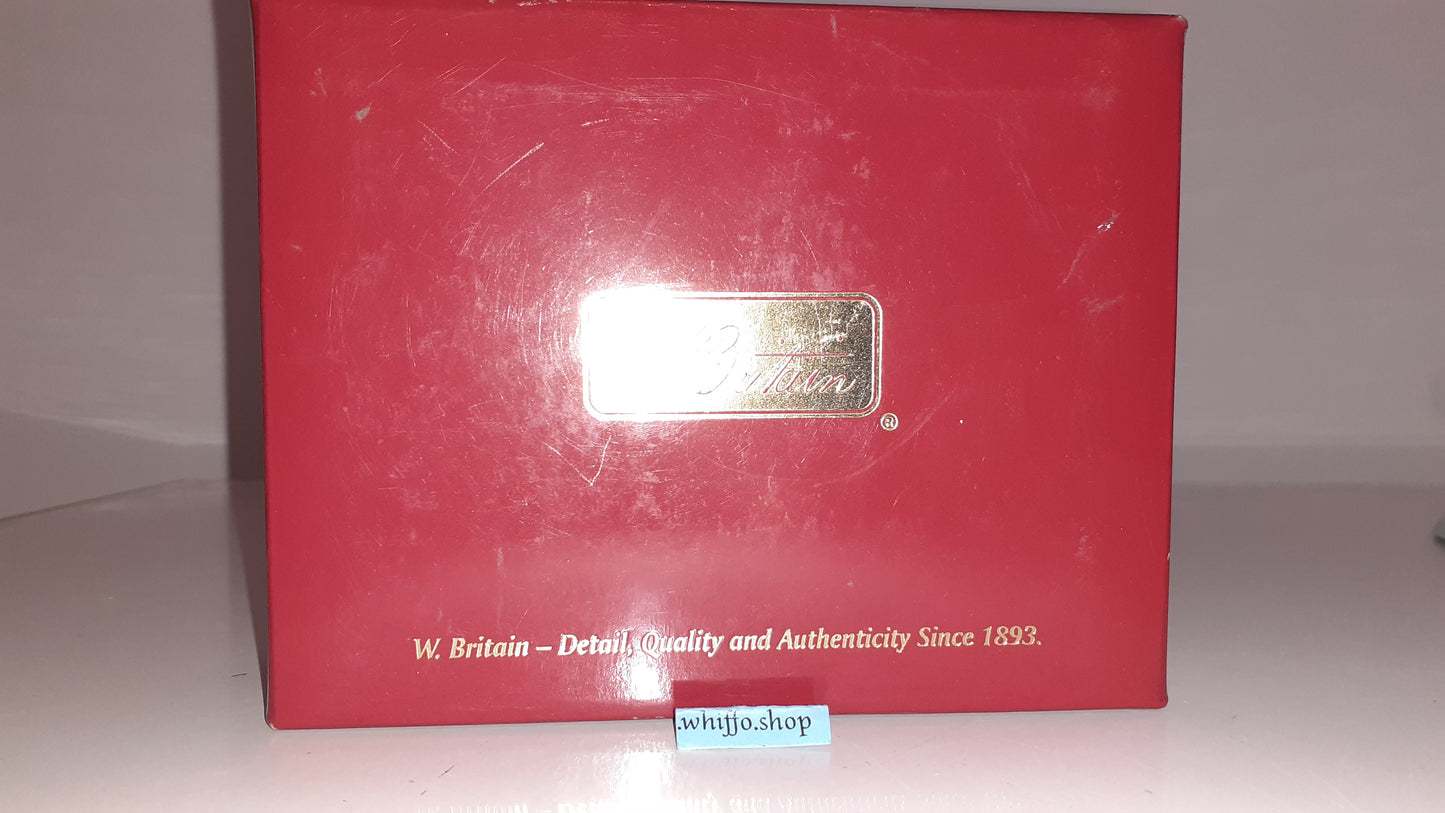 Britain
®
W. Britain – Detail, Quality and Authenticity Since 1893.
.whiffo.shop